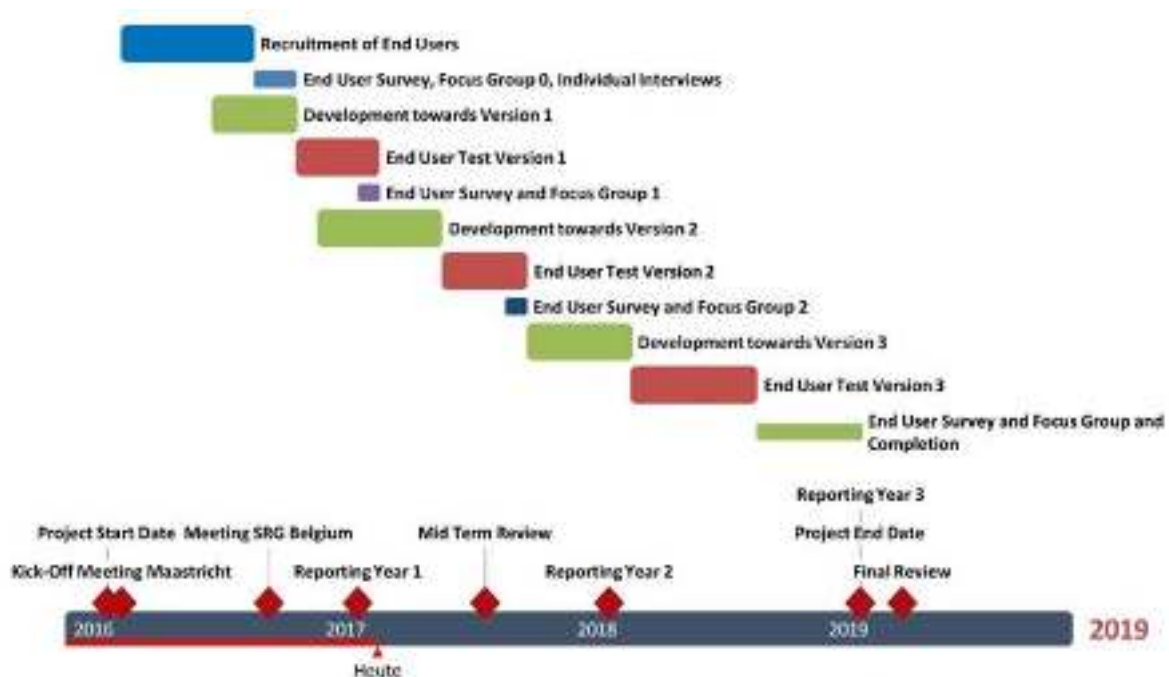 Recruitment of End Users
End User Survey, Focus Group 0, Individual Interviews
Development towards Version 1
End User Test Version 1
End User Survey and Focus Group 1
Development towards Version 2
End User Test Version 2
End User Survey and Focus Group 2
Development towards Version 3
End User Test Version 3
End User Survey and Focus Group and
Completion
Reporting Year 3
Project Start Date Meeting SRG Belgium Mid Term Review Project End Date
Kick-Off Meeting Maastricht Reporting Year 1 Reporting Year 2 Final Review
2016 2017 2018 2019 2019
Heute